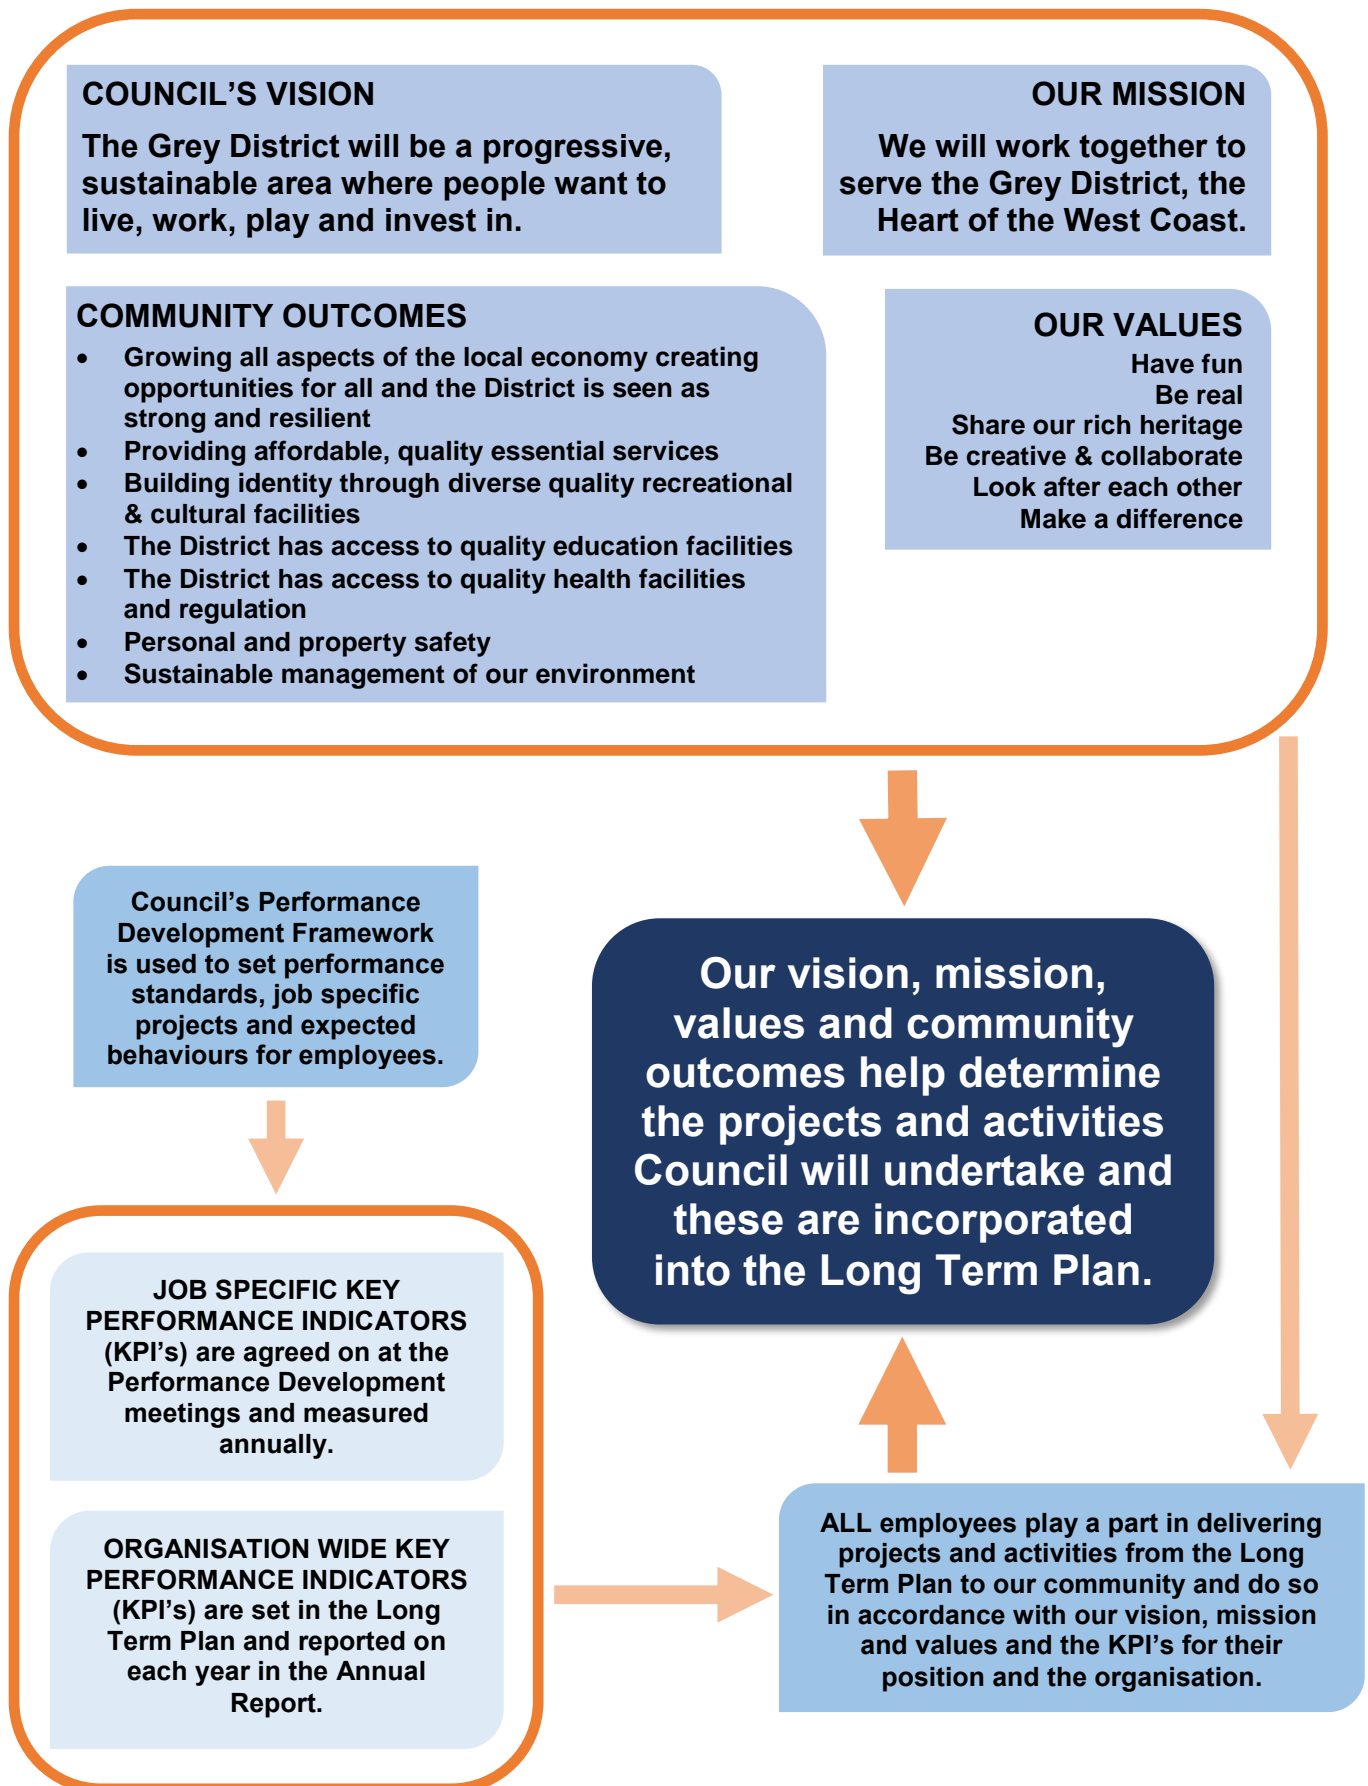 COUNCIL’S VISION
The Grey District will be a progressive,
sustainable area where people want to
live, work, play and invest in.
OUR MISSION
We will work together to
serve the Grey District, the
Heart of the West Coast.
COMMUNITY OUTCOMES
• Growing all aspects of the local economy creating
opportunities for all and the District is seen as
strong and resilient
• Providing affordable, quality essential services
• Building identity through diverse quality recreational
& cultural facilities
• The District has access to quality education facilities
• The District has access to quality health facilities
and regulation
• Personal and property safety
• Sustainable management of our environment
OUR VALUES
Have fun
Be real
Share our rich heritage
Be creative & collaborate
Look after each other
Make a difference
Council’s Performance
Development Framework
is used to set performance
standards, job specific
projects and expected
behaviours for employees.
Our vision, mission,
values and community
outcomes help determine
the projects and activities
Council will undertake and
these are incorporated
into the Long Term Plan.
JOB SPECIFIC KEY
PERFORMANCE INDICATORS
(KPI’s) are agreed on at the
Performance Development
meetings and measured
annually.
ORGANISATION WIDE KEY
PERFORMANCE INDICATORS
(KPI’s) are set in the Long
Term Plan and reported on
each year in the Annual
Report.
ALL employees play a part in delivering
projects and activities from the Long
Term Plan to our community and do so
in accordance with our vision, mission
and values and the KPI’s for their
position and the organisation.